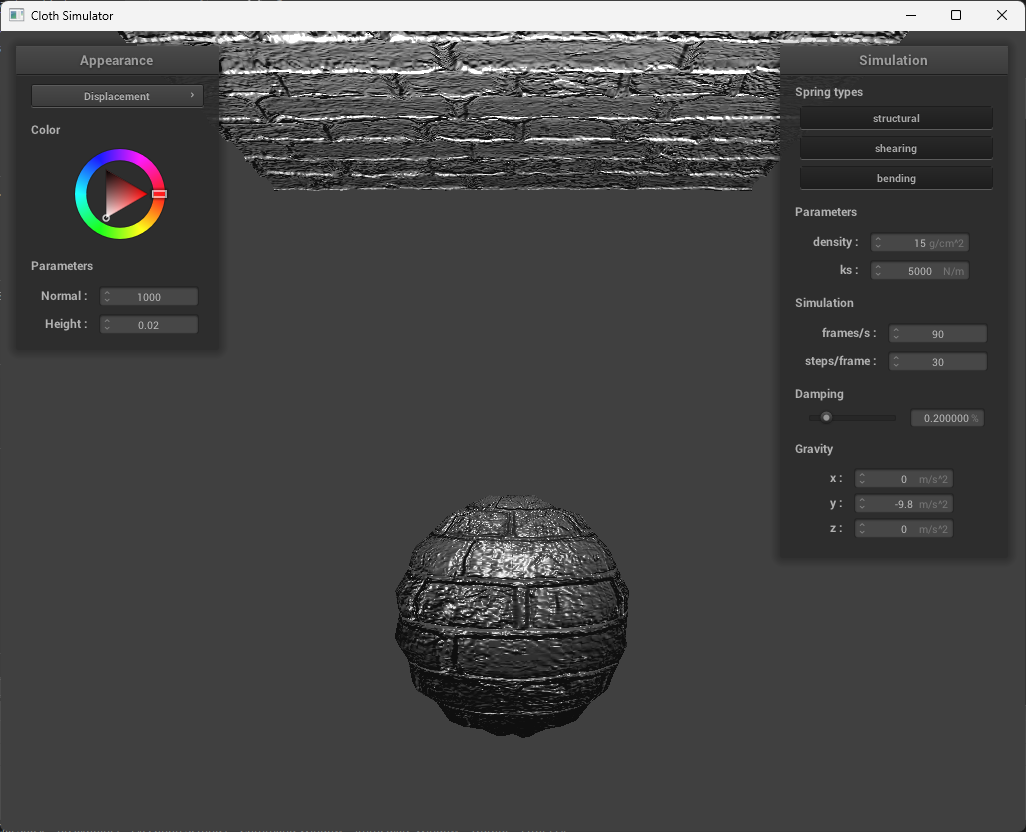 Cloth Simulator
Appearance
Displacement
Color
Parameters
Normal : 1000
Height : 0.02
Simulation
Spring types
structural
shearing
bending
Parameters
density : 15 g/cm^2
ks : 5000 N/m
Simulation
frames/s : 90
steps/frame : 30
Damping
0.200000 %
Gravity
x : 0 m/s^2
y : -9.8 m/s^2
z : 0 m/s^2